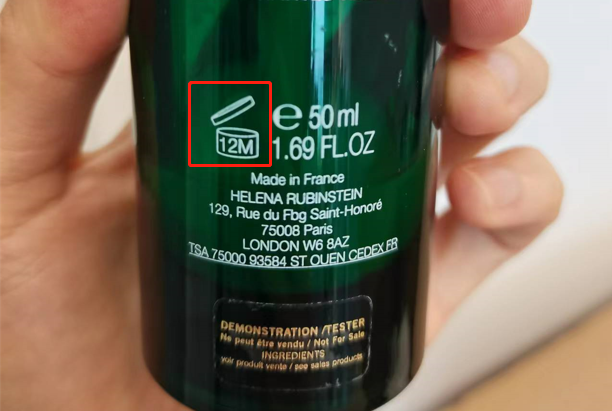 12M
e 50 ml
1.69 FL.OZ
Made in France
HELENA RUBINSTEIN
129, Rue du Fbg Saint-Honoré
75008 Paris
LONDON W6 8AZ
TSA 75000 93584 ST OUEN CEDEX FR
DEMONSTRATION /TESTER
Ne peut être vendu / Not For Sale
INGREDIENTS
voir produit vente / see sales products